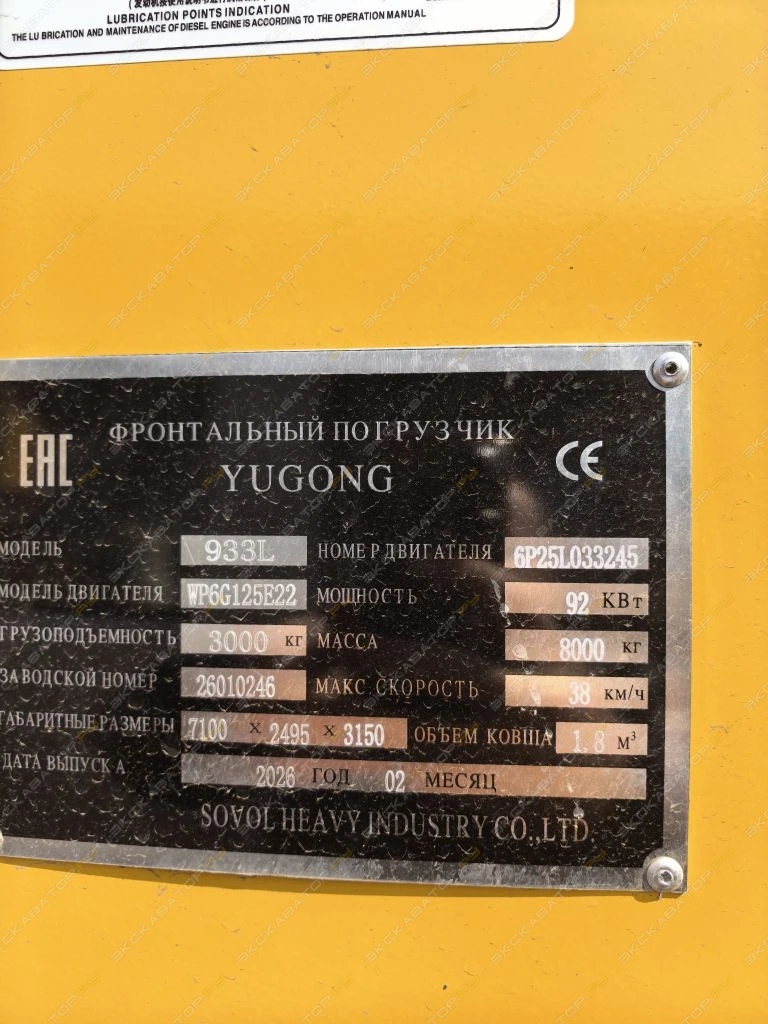 LUBRICATION POINTS INDICATION
THE LU BRICATION AND MAINTENANCE OF DIESEL ENGINE IS ACCORDING TO THE OPERATION MANUAL
EAC ФРОНТАЛЬНЫЙ ПОГРУЗЧИК CE
YUGONG
МОДЕЛЬ 933L НОМЕР ДВИГАТЕЛЯ 6P25L033245
МОДЕЛЬ ДВИГАТЕЛЯ WP6G125E22 МОЩНОСТЬ 92 КВт
ГРУЗОПОДЪЕМНОСТЬ 3000 кг МАССА 8000 кг
ЗАВОДСКОЙ НОМЕР 26010246 МАКС СКОРОСТЬ 38 км/ч
ГАБАРИТНЫЕ РАЗМЕРЫ 7100 x 2495 x 3150 ОБЪЕМ КОВША 1.8 м³
ДАТА ВЫПУСКА 2026 ГОД 02 МЕСЯЦ
SOVOL HEAVY INDUSTRY CO.,LTD